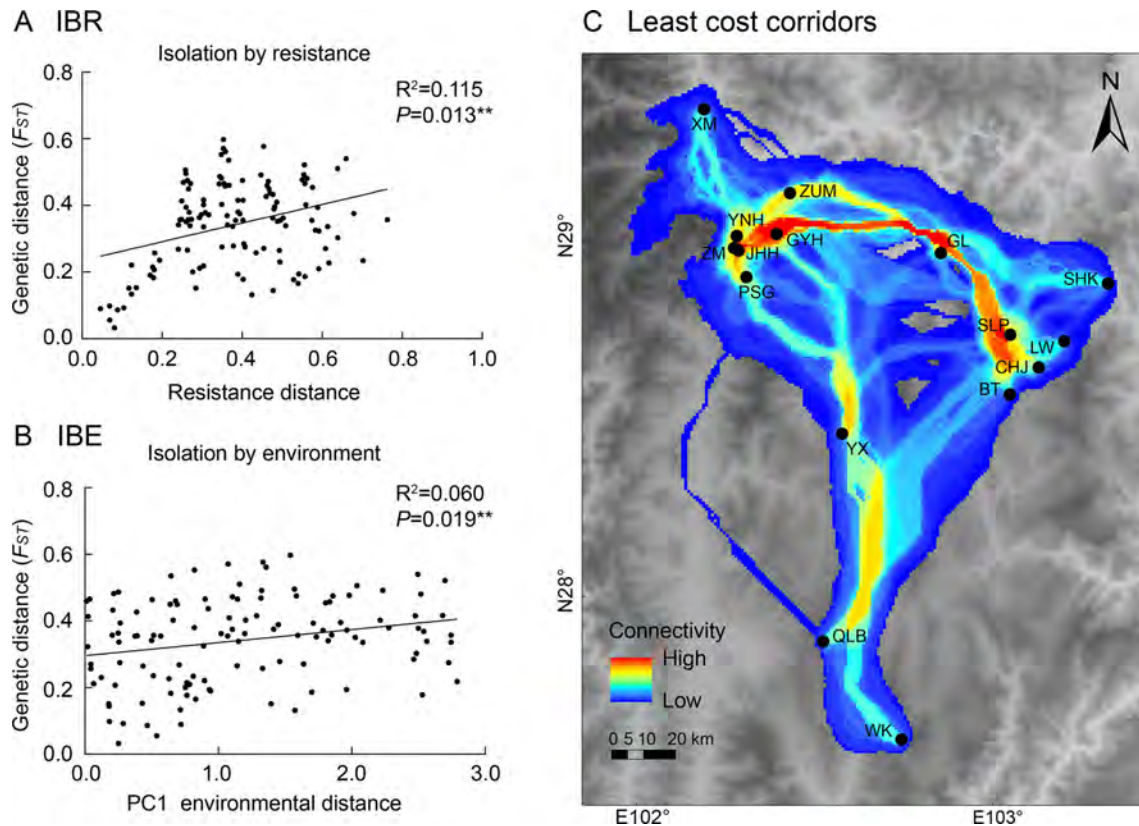 A IBR
Isolation by resistance
R²=0.115
P=0.013**
Genetic distance (FST)
0.8
0.6
0.4
0.2
0.0
0.0 0.2 0.4 0.6 0.8 1.0
Resistance distance
B IBE
Isolation by environment
R²=0.060
P=0.019**
Genetic distance (FST)
0.8
0.6
0.4
0.2
0.0
0.0 1.0 2.0 3.0
PC1 environmental distance
C Least cost corridors
N
XM
ZUM
YNH
GYH
ZM
JHH
GL
PSG
SHK
SLP
LW
CHJ
BT
YX
QLB
WK
N29°
N28°
Connectivity
High
Low
0 5 10 20 km
E102° E103°